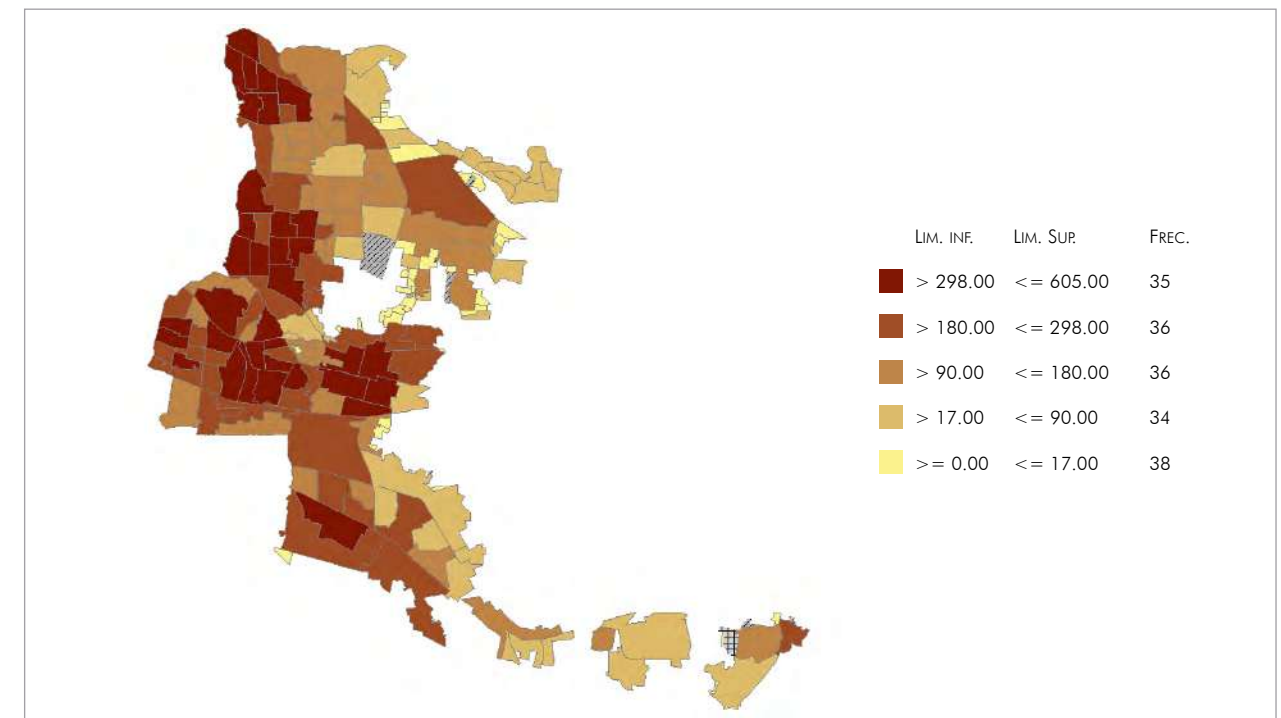 LIM. INF. LIM. SUP. FREC.
> 298.00 <= 605.00 35
> 180.00 <= 298.00 36
> 90.00 <= 180.00 36
> 17.00 <= 90.00 34
>= 0.00 <= 17.00 38